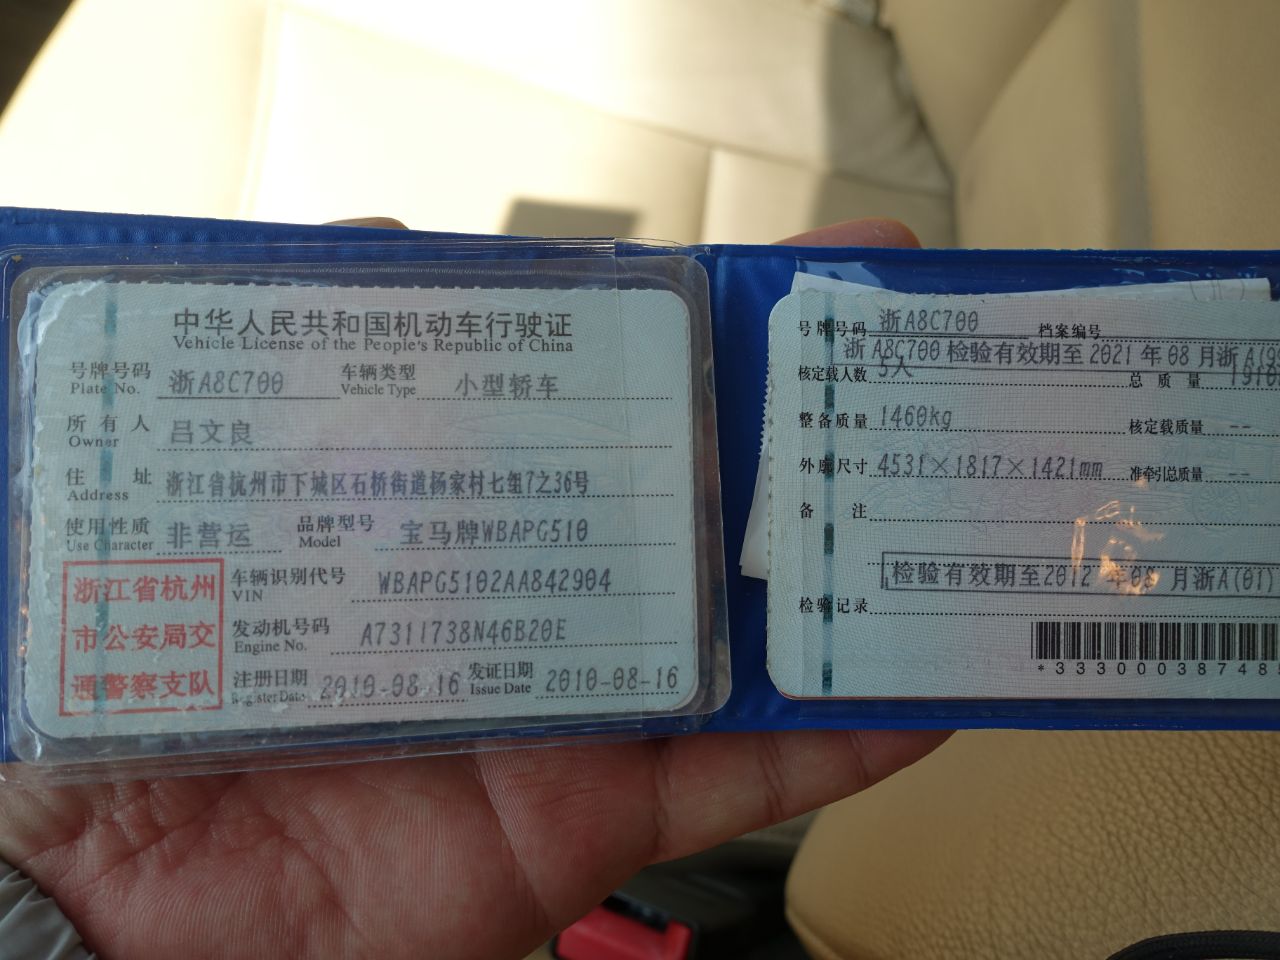 中华人民共和国机动车行驶证
Vehicle License of the People's Republic of China
号牌号码 浙A8C700 车辆类型 小型轿车
Plate No. Vehicle Type
所有人 吕文良
Owner
住址 浙江省杭州市下城区石桥街道杨家村七组7之36号
Address
使用性质 非营运 品牌型号 宝马牌WBAPG510
Use Character Model
浙江省杭州
市公安局交
通警察支队
车辆识别代号 WBAPG5102AA842904
VIN
发动机号码 A7311738N46B20E
Engine No.
注册日期 2010-08-16 发证日期 2010-08-16
Register Date Issue Date
号牌号码 浙A8C700 档案编号
浙A8C700 检验有效期至2021年08月浙A(9
核定载人数 5人 总质量 1910
整备质量 1460kg 核定载质量 --
外廓尺寸 4531×1817×1421mm 准牵引总质量 --
备注
检验有效期至2012年08月浙A(01)
检验记录
*33300038748